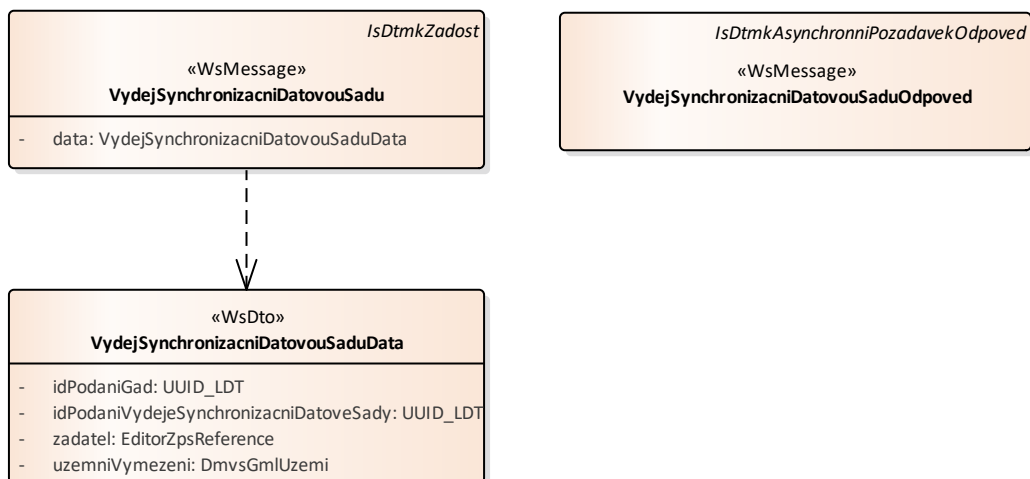 IsDtmkZadost
«WsMessage»
VydejSynchronizacniDatovouSadu
- data: VydejSynchronizacniDatovouSaduData
IsDtmkAsynchronniPozadavekOdpoved
«WsMessage»
VydejSynchronizacniDatovouSaduOdpoved
«WsDto»
VydejSynchronizacniDatovouSaduData
- idPodaniGad: UUID_LDT
- idPodaniVydejeSynchronizacniDatoveSady: UUID_LDT
- zadatel: EditorZpsReference
- uzemniVymezeni: DmvsGmlUzemi